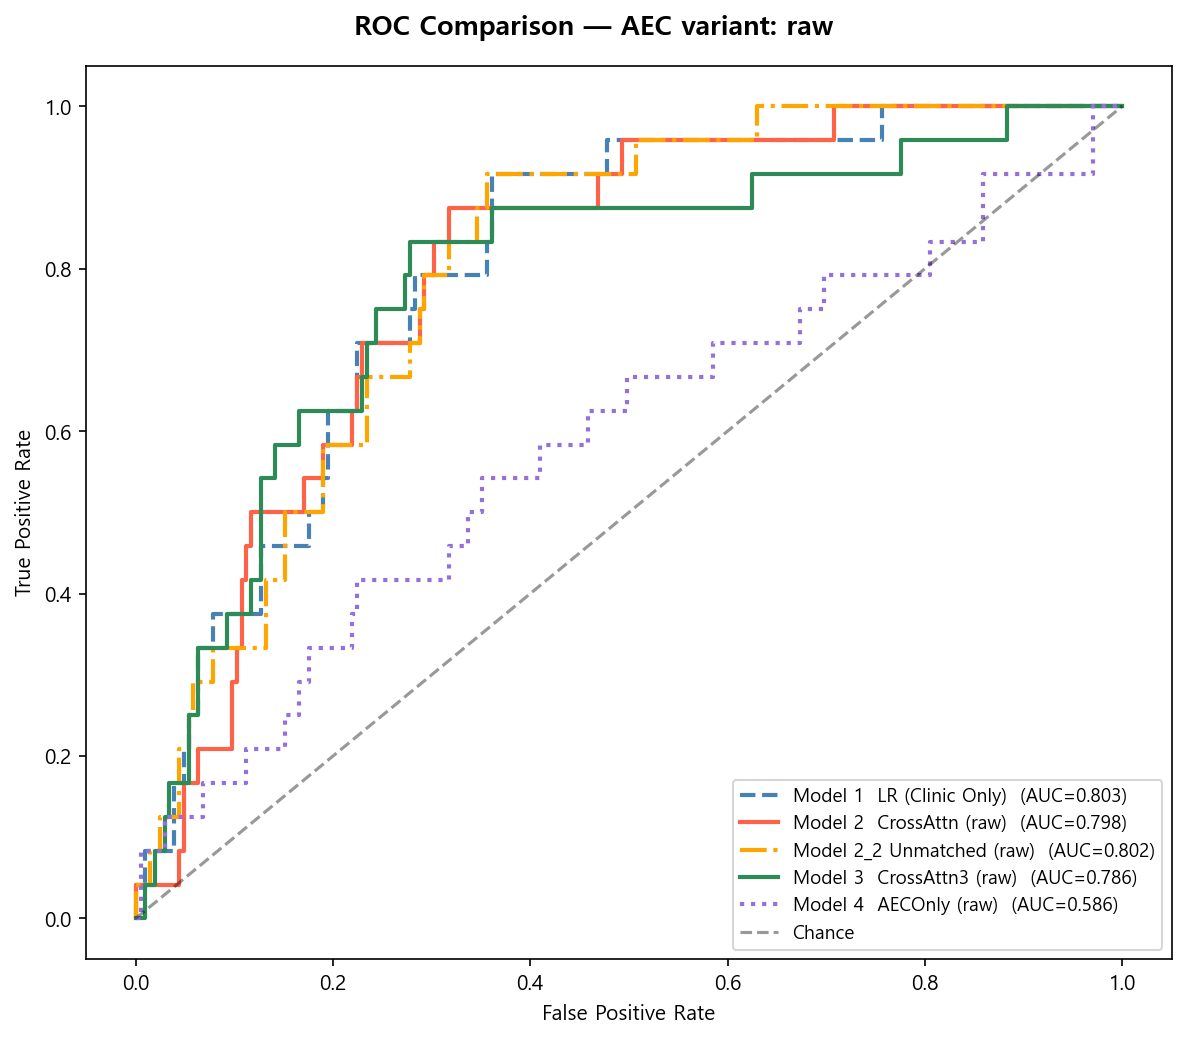 ROC Comparison — AEC variant: raw
True Positive Rate
1.0
0.8
0.6
0.4
0.2
0.0
0.0 0.2 0.4 0.6 0.8 1.0
False Positive Rate
Model 1 LR (Clinic Only) (AUC=0.803)
Model 2 CrossAttn (raw) (AUC=0.798)
Model 2_2 Unmatched (raw) (AUC=0.802)
Model 3 CrossAttn3 (raw) (AUC=0.786)
Model 4 AECOnly (raw) (AUC=0.586)
Chance